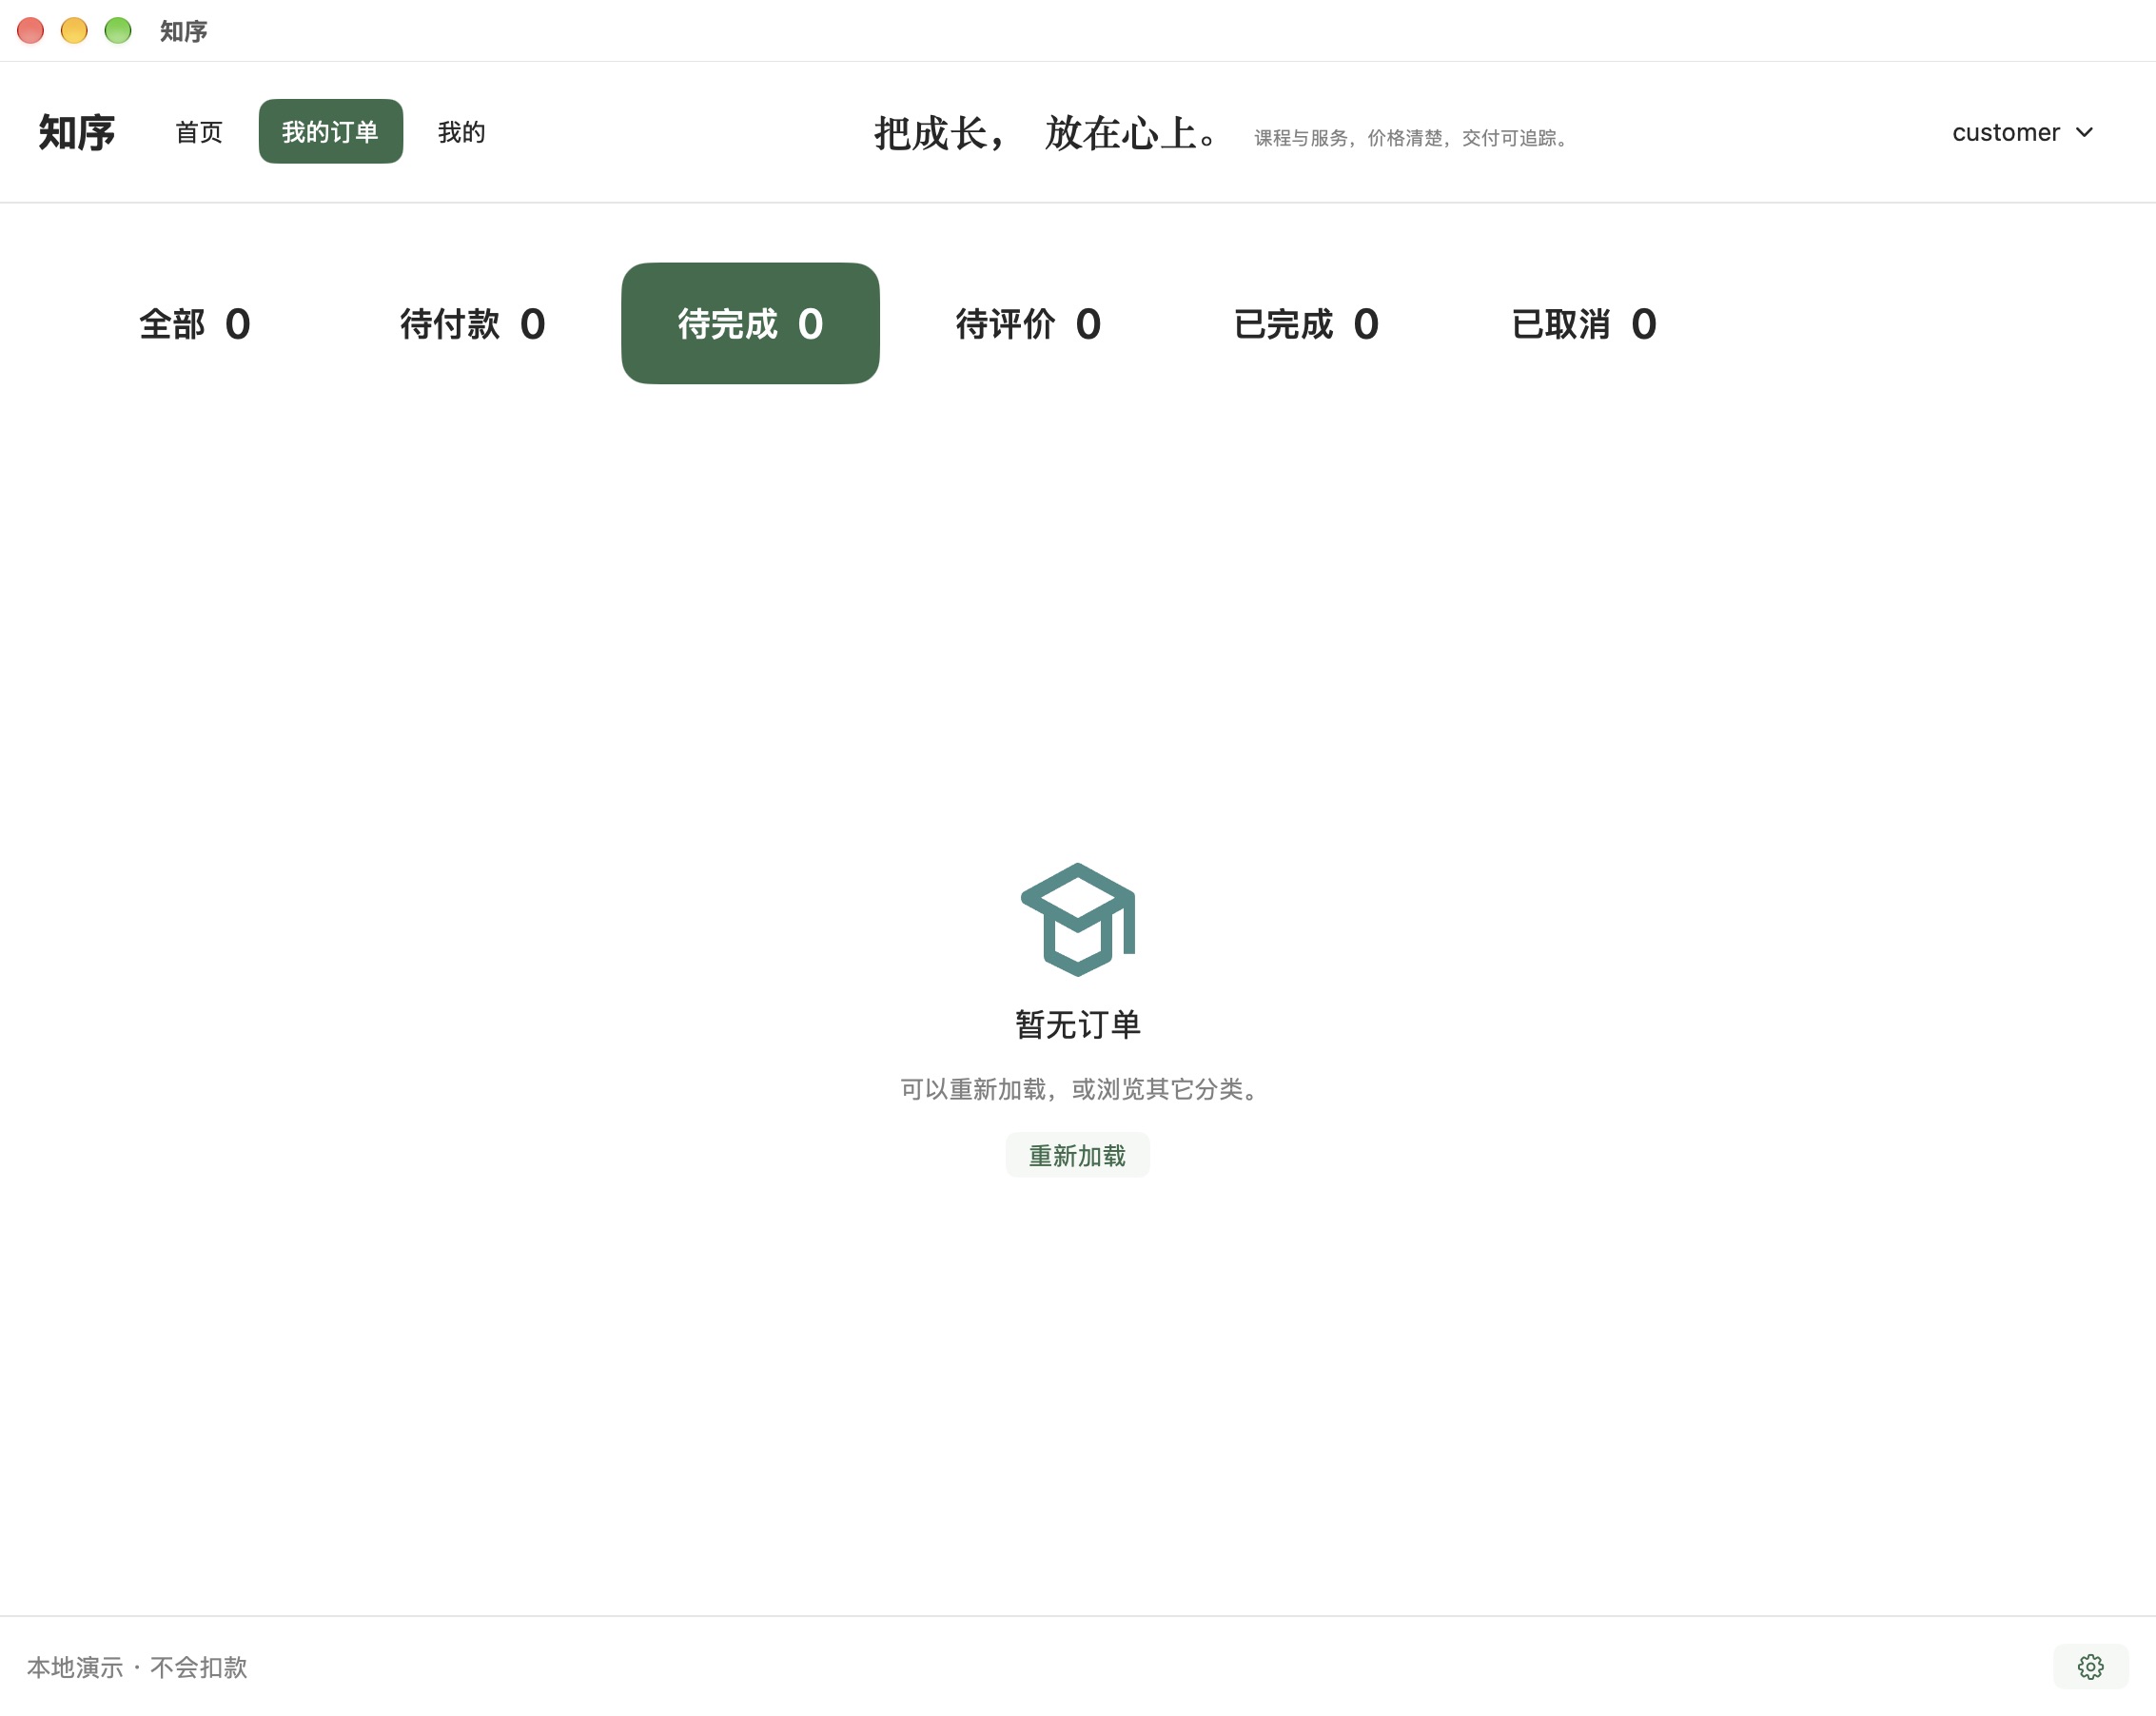 知序
知序 首页 我的订单 我的 把成长， 放在心上。 课程与服务，价格清楚，交付可追踪。 customer
全部 0 待付款 0 待完成 0 待评价 0 已完成 0 已取消 0
暂无订单
可以重新加载，或浏览其它分类。
重新加载
本地演示 · 不会扣款